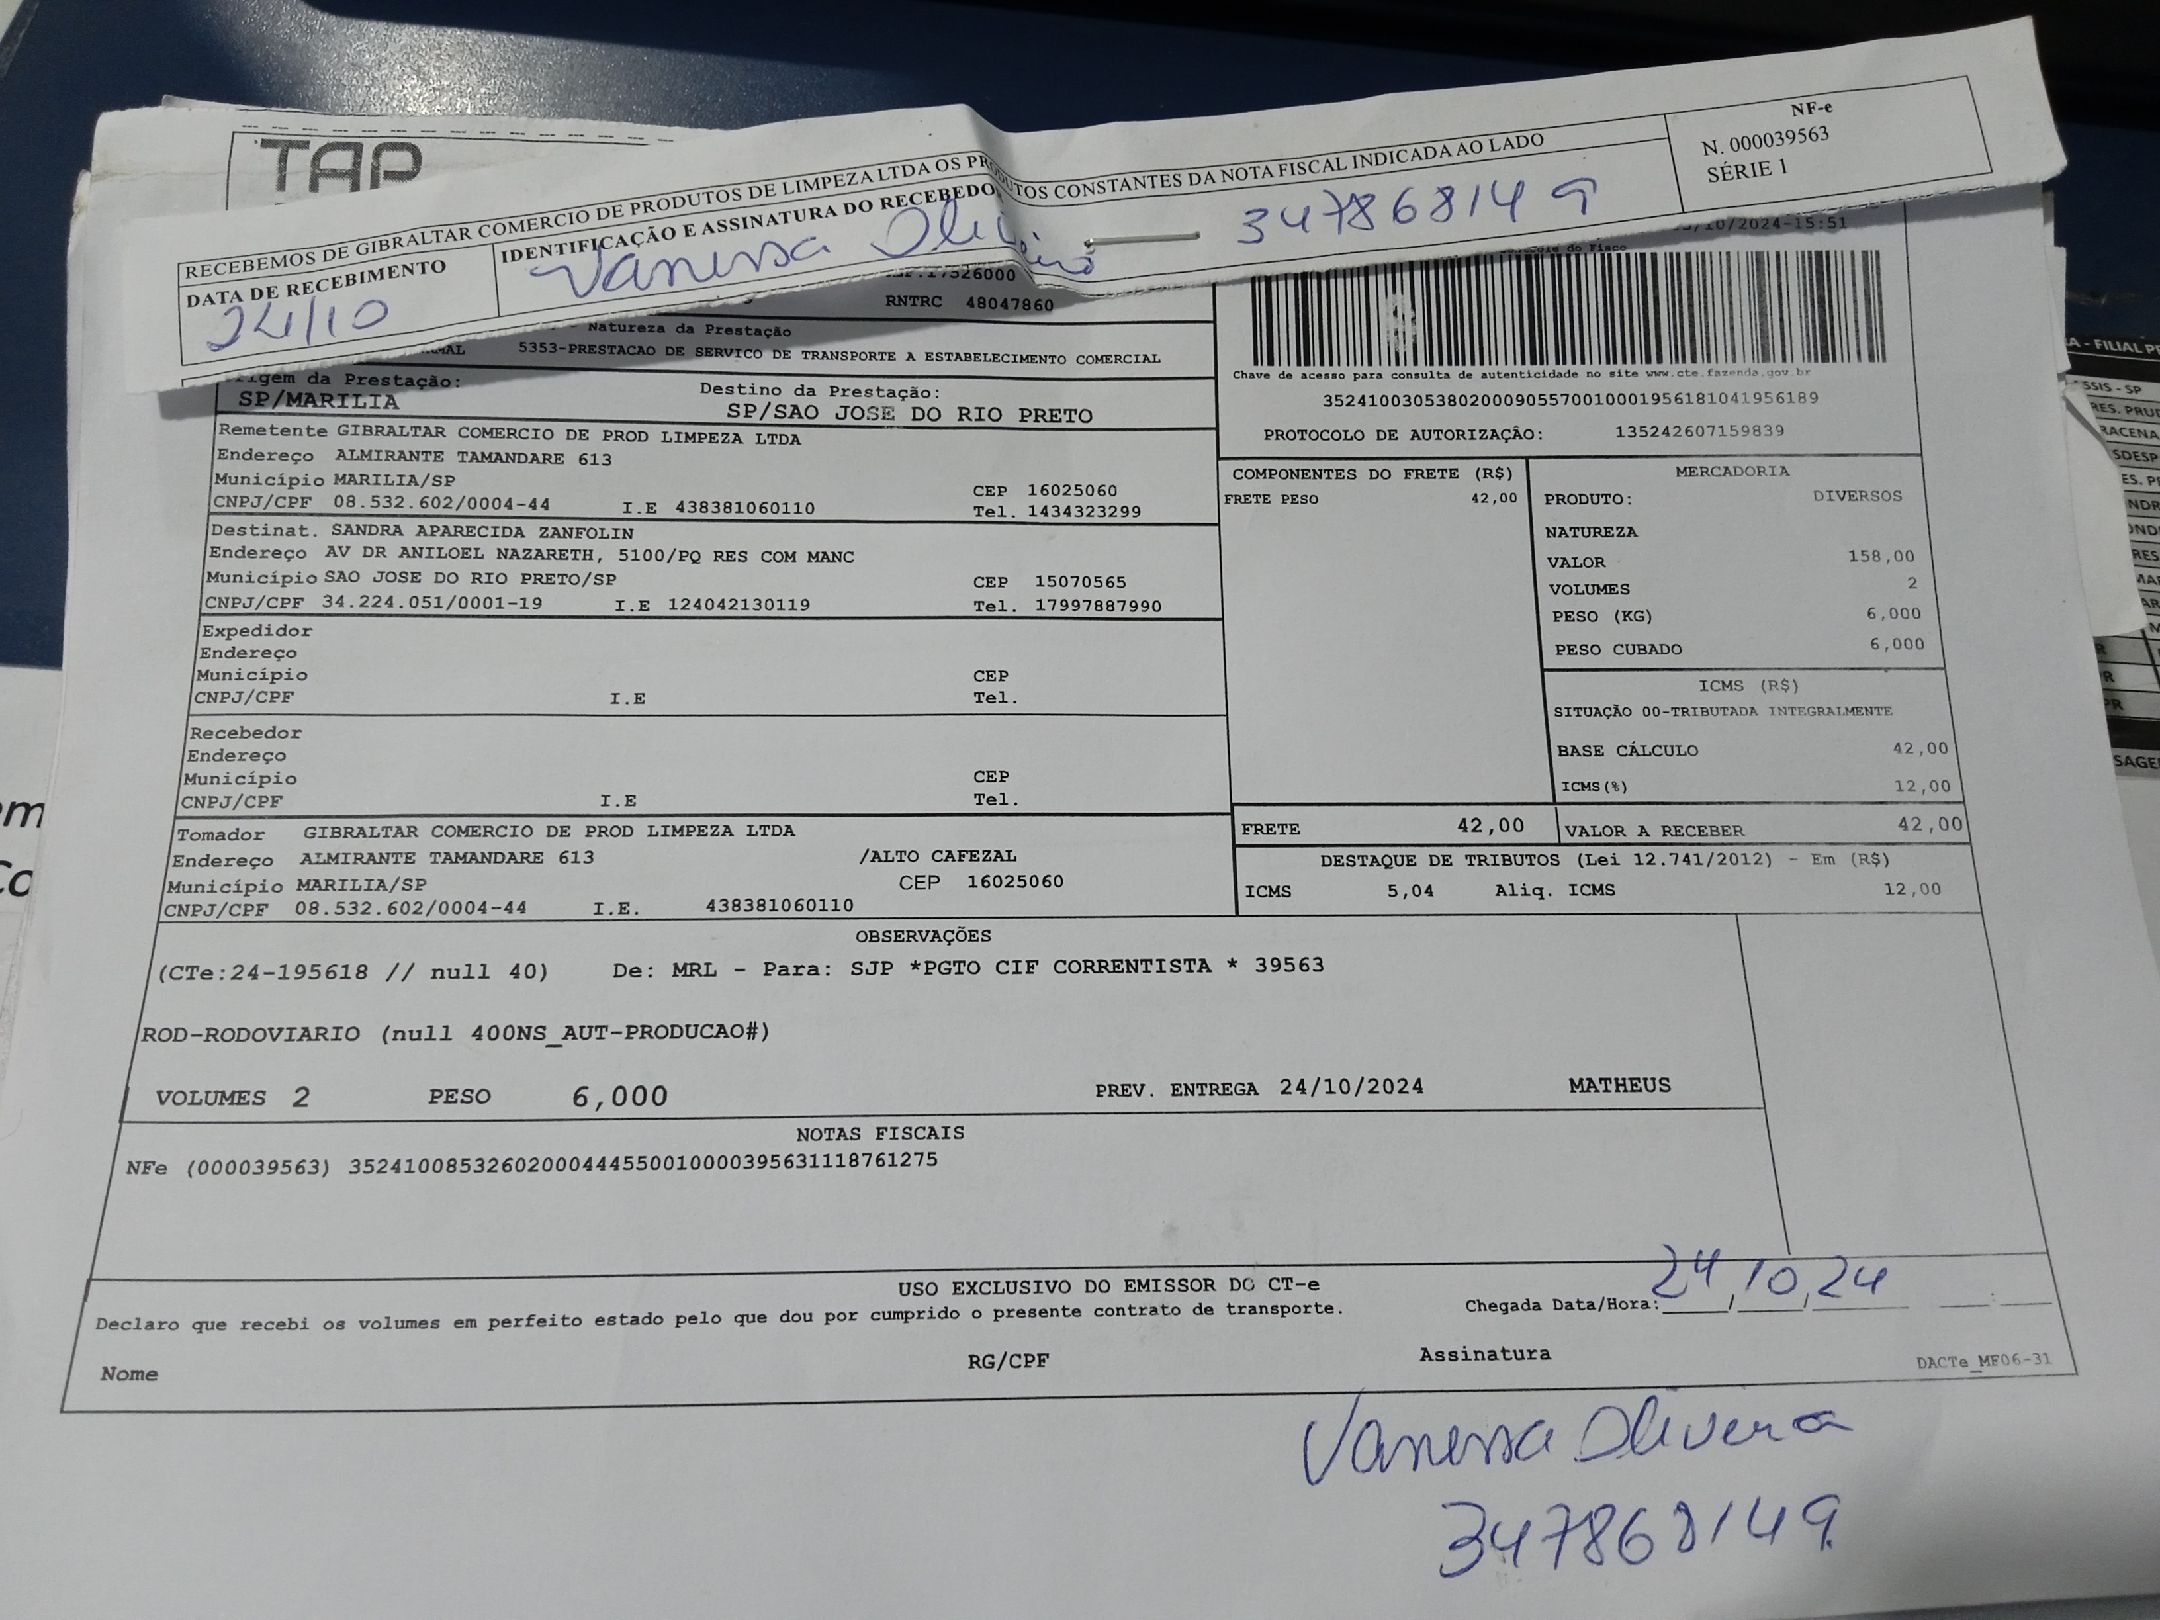 TAP
RECEBEMOS DE GIBRALTAR COMERCIO DE PRODUTOS DE LIMPEZA LTDA OS PRODUTOS CONSTANTES DA NOTA FISCAL INDICADA AO LADO
NF-e
N. 000039563
SÉRIE 1
DATA DE RECEBIMENTO
24/10
IDENTIFICAÇÃO E ASSINATURA DO RECEBEDO
Vanessa Oliveira
347868149
/10/2024-15:51
17526000
RNTRC 48047860
Natureza da Prestação
5353-PRESTACAO DE SERVICO DE TRANSPORTE A ESTABELECIMENTO COMERCIAL
igem da Prestação:
SP/MARILIA
Destino da Prestação:
SP/SAO JOSE DO RIO PRETO
Chave de acesso para consulta de autenticidade no site www.cte.fazenda.gov.br
35241003053802000905570010001956181041956189
PROTOCOLO DE AUTORIZAÇÃO: 135242607159839
Remetente GIBRALTAR COMERCIO DE PROD LIMPEZA LTDA
Endereço ALMIRANTE TAMANDARE 613
Município MARILIA/SP CEP 16025060
CNPJ/CPF 08.532.602/0004-44 I.E 438381060110 Tel. 1434323299
Destinat. SANDRA APARECIDA ZANFOLIN
Endereço AV DR ANILOEL NAZARETH, 5100/PQ RES COM MANC
Município SAO JOSE DO RIO PRETO/SP CEP 15070565
CNPJ/CPF 34.224.051/0001-19 I.E 124042130119 Tel. 17997887990
Expedidor
Endereço
Município CEP
CNPJ/CPF I.E Tel.
Recebedor
Endereço
Município CEP
CNPJ/CPF I.E Tel.
Tomador GIBRALTAR COMERCIO DE PROD LIMPEZA LTDA
Endereço ALMIRANTE TAMANDARE 613 /ALTO CAFEZAL
Município MARILIA/SP CEP 16025060
CNPJ/CPF 08.532.602/0004-44 I.E. 438381060110
COMPONENTES DO FRETE (R$)
FRETE PESO 42,00
MERCADORIA
PRODUTO: DIVERSOS
NATUREZA
VALOR 158,00
VOLUMES 2
PESO (KG) 6,000
PESO CUBADO 6,000
ICMS (R$)
SITUAÇÃO 00-TRIBUTADA INTEGRALMENTE
BASE CÁLCULO 42,00
ICMS(%) 12,00
FRETE 42,00 VALOR A RECEBER 42,00
DESTAQUE DE TRIBUTOS (Lei 12.741/2012) - Em (R$)
ICMS 5,04 Aliq. ICMS 12,00
OBSERVAÇÕES
(CTe:24-195618 // null 40) De: MRL - Para: SJP *PGTO CIF CORRENTISTA * 39563
ROD-RODOVIARIO (null 400NS_AUT-PRODUCAO#)
VOLUMES 2 PESO 6,000 PREV. ENTREGA 24/10/2024 MATHEUS
NOTAS FISCAIS
NFe (000039563) 35241008532602000444550010000395631118761275
USO EXCLUSIVO DO EMISSOR DO CT-e
Declaro que recebi os volumes em perfeito estado pelo que dou por cumprido o presente contrato de transporte.
Chegada Data/Hora: 24/10/24
Nome RG/CPF Assinatura DACTe_MF06-31
Vanessa Olivera
347868149